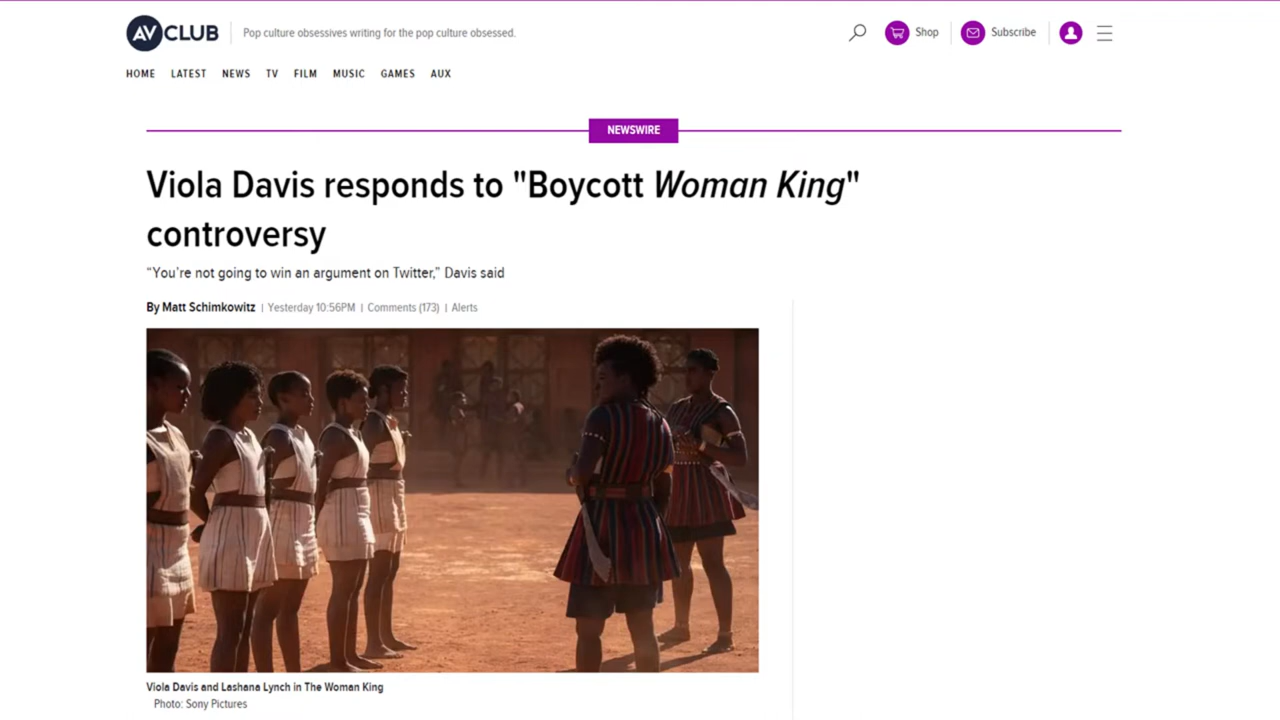 AV CLUB
Pop culture obsessives writing for the pop culture obsessed.
Shop
Subscribe
HOME LATEST NEWS TV FILM MUSIC GAMES AUX
NEWSWIRE
Viola Davis responds to "Boycott Woman King"
controversy
“You’re not going to win an argument on Twitter,” Davis said
By Matt Schimkowitz | Yesterday 10:56PM | Comments (173) | Alerts
Viola Davis and Lashana Lynch in The Woman King
Photo: Sony Pictures